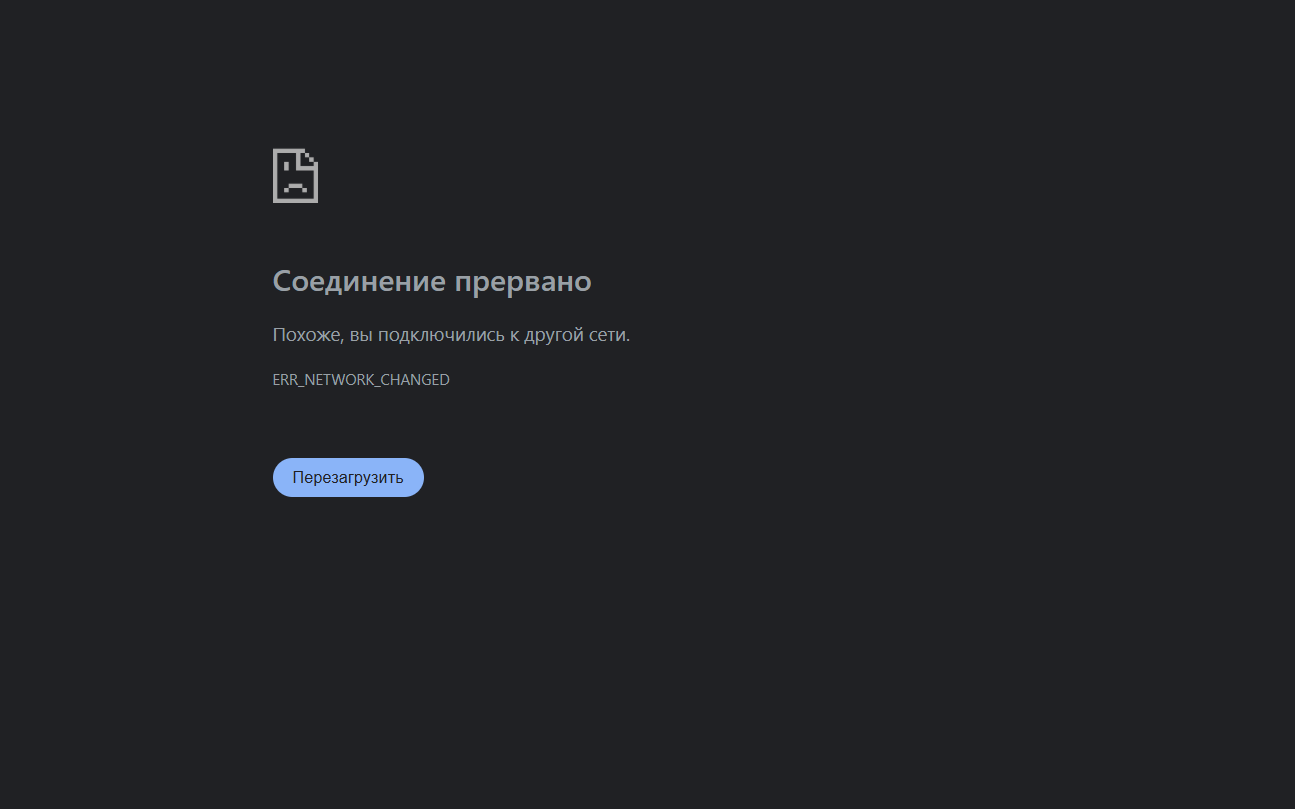 Соединение прервано
Похоже, вы подключились к другой сети.
ERR_NETWORK_CHANGED
Перезагрузить